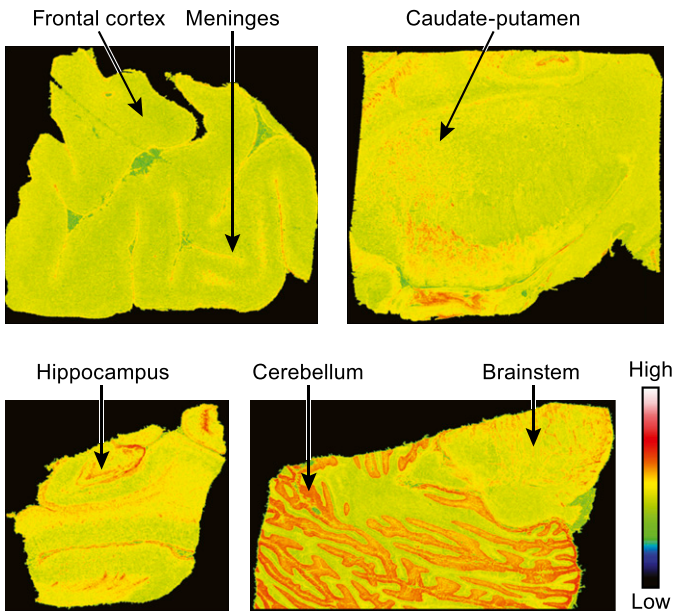 Frontal cortex
Meninges
Caudate-putamen
Hippocampus
Cerebellum
Brainstem
High
Low